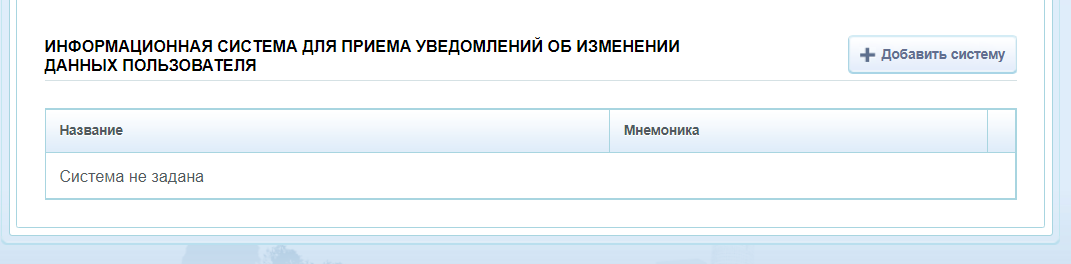 ИНФОРМАЦИОННАЯ СИСТЕМА ДЛЯ ПРИЕМА УВЕДОМЛЕНИЙ ОБ ИЗМЕНЕНИИ
ДАННЫХ ПОЛЬЗОВАТЕЛЯ
Добавить систему
Название Мнемоника
Система не задана